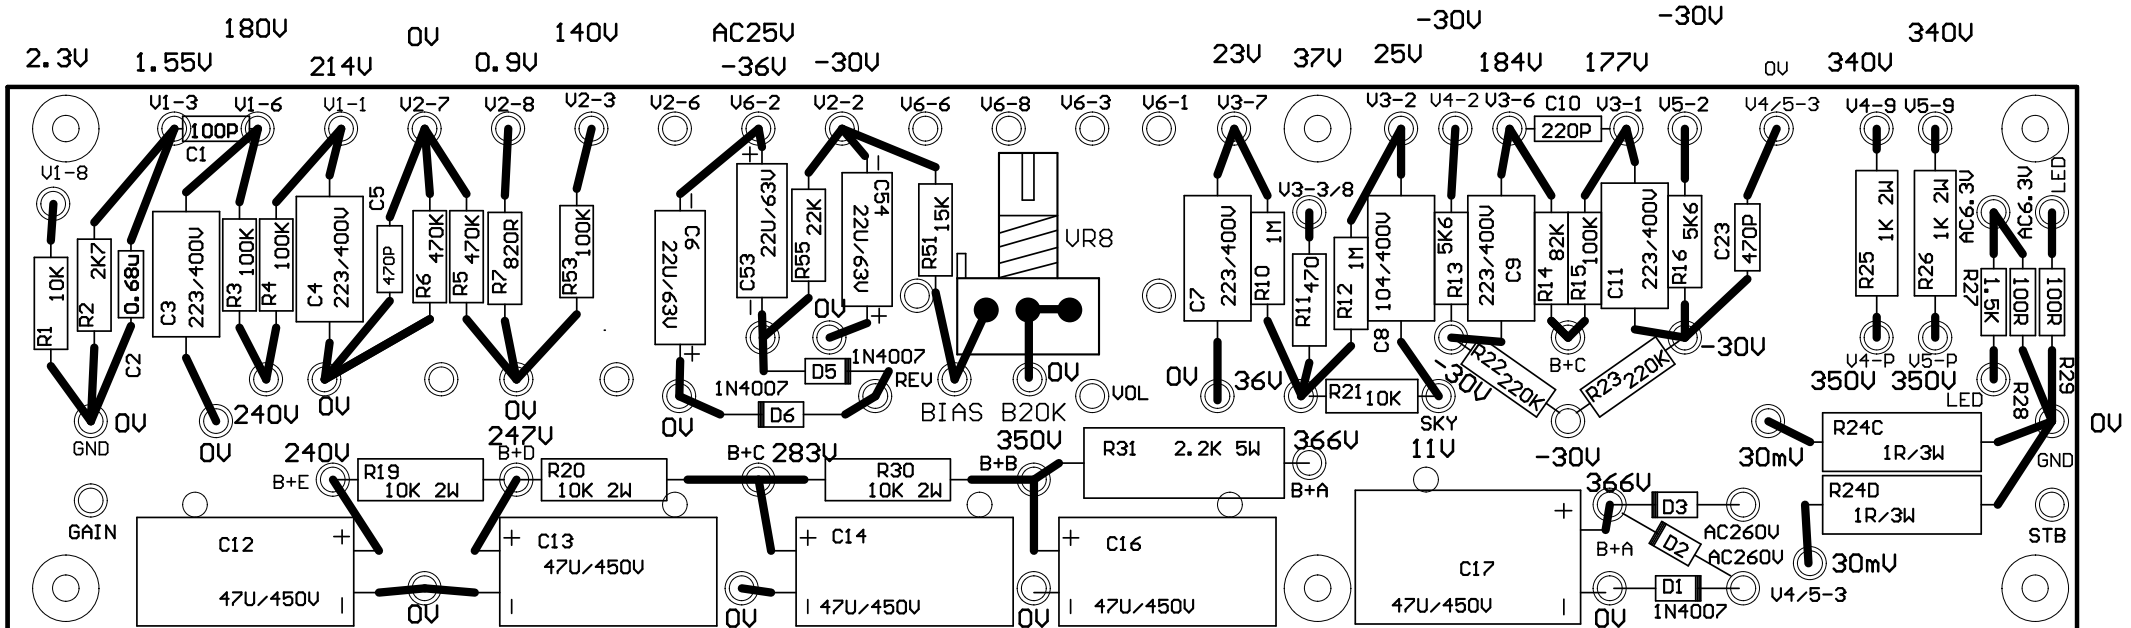 2.3V 1.55V 180V 214V 0V 0.9V 140V AC25V -36V -30V 23V 37V 25V -30V 184V -30V 177V 0V 340V 340V
V1-3 V1-6 V1-1 V2-7 V2-8 V2-3 V2-6 V6-2 V2-2 V6-6 V6-8 V6-3 V6-1 V3-7 V3-2 V4-2 V3-6 C10 V3-1 V5-2 V4/5-3 V4-9 V5-9
100P 220P
C1
V1-8 V3-3/8
AC6.3V AC6.3V LED
R1 10K
R2 2K7
0.68u C2
C3 223/400V
R3 100K
R4 100K
C4 223/400V
C5 470P
R6 470K
R5 470K
R7 820R
R53 100K
C6 22U/63V
+ -
C53 22U/63V
+ -
R55 22K
C54 22U/63V
- +
R51 15K
VR8
C7 223/400V
R10 1M
R11 470
R12 1M
C8 104/400V
R13 5K6
C9 223/400V
R14 82K
R15 100K
C11 223/400V
R16 5K6
C23 470P
R25 1K 2W
R26 1K 2W
R27 1.5K
R28 100R
R29 100R
0V
1N4007 D5
1N4007 D6
REV
BIAS B20K
0V
VOL
0V 36V
R21 10K
SKY
11V
-30V
R22 220K
B+C
R23 220K
-30V
-30V
V4-P V5-P
350V 350V
LED
GND 0V
0V 240V 0V 0V 0V
R24C
1R/3W
30mV
GND
0V
240V
B+E
R19
10K 2W
247V
B+D
R20
10K 2W
B+C 283V
R30
10K 2W
350V
B+B
R31 2.2K 5W
366V
B+A
366V
B+A
D3
AC260V
D2
AC260V
R24D
1R/3W
STB
GAIN
C12
+ -
47U/450V
0V
C13
+ -
47U/450V
0V
C14
+ -
47U/450V
0V
C16
+ -
47U/450V
C17
+ -
47U/450V
0V
D1
1N4007
V4/5-3
30mV